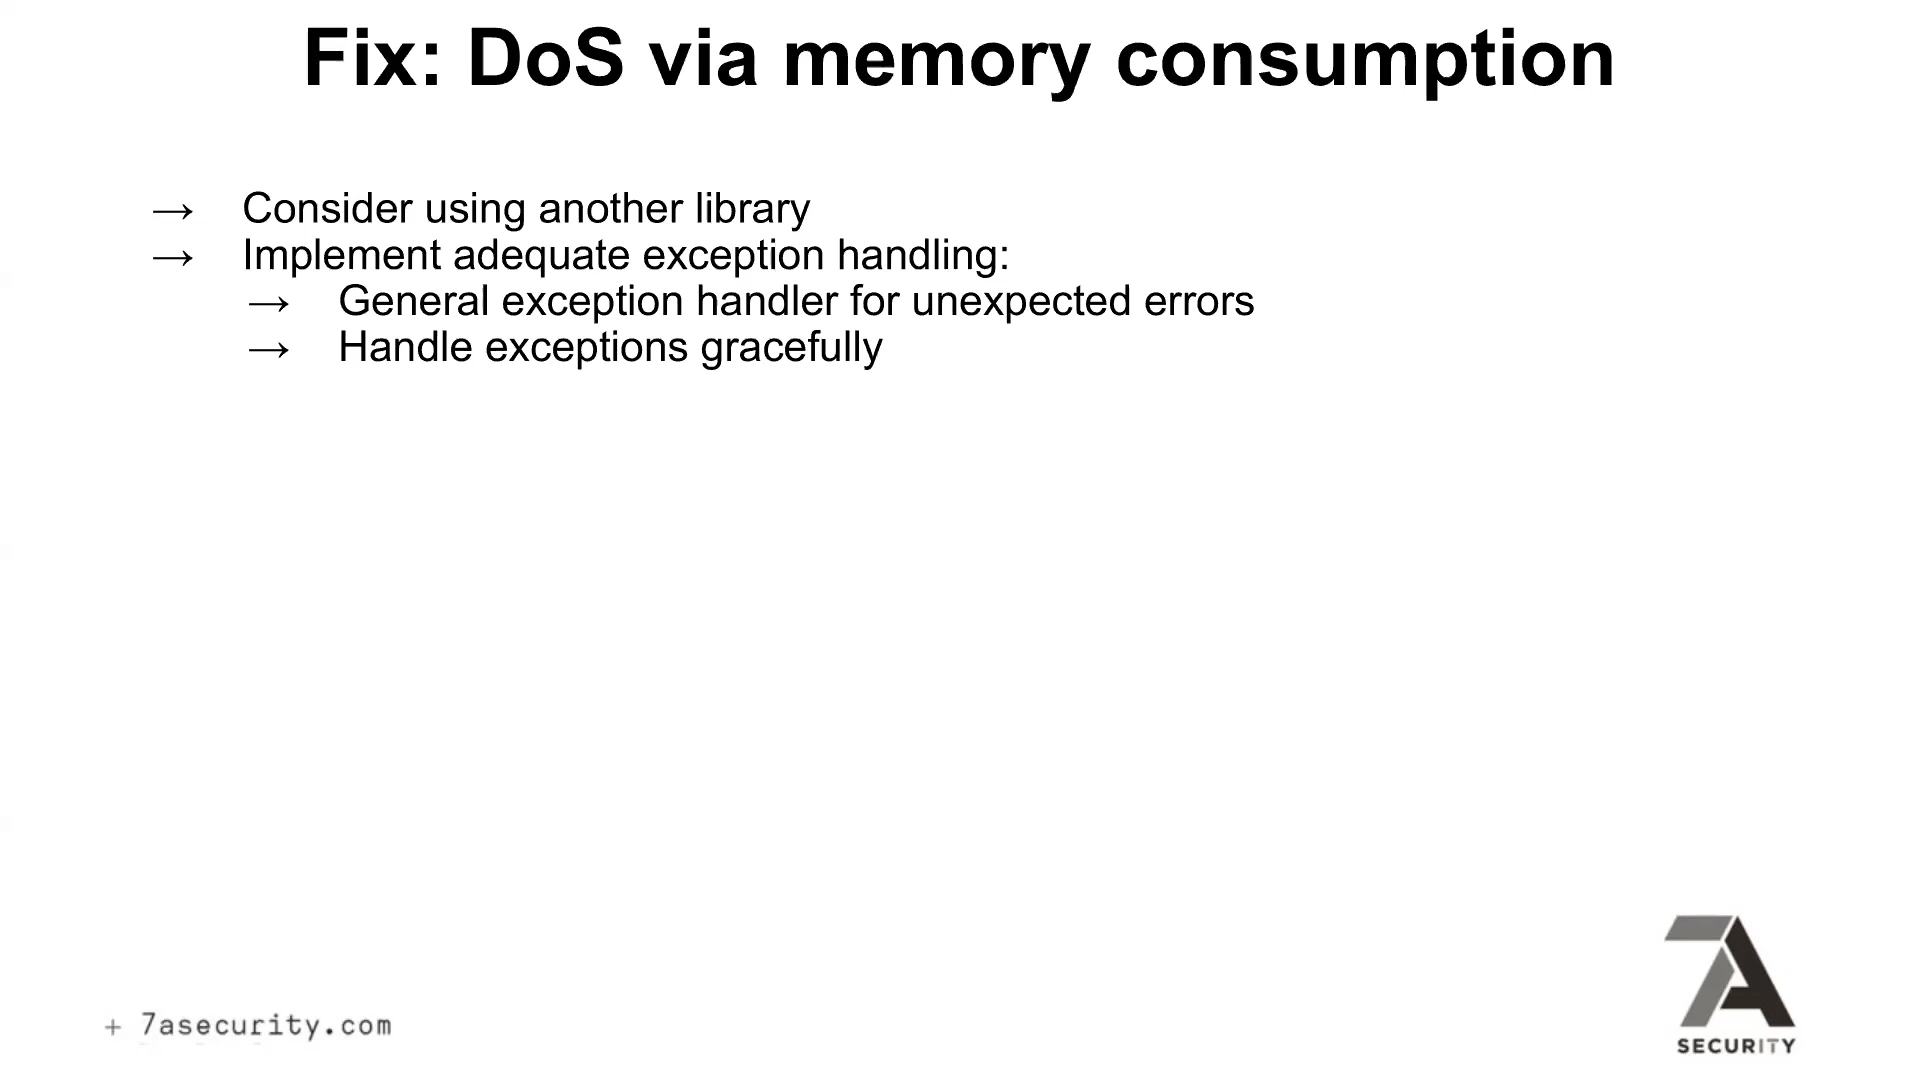 Fix: DoS via memory consumption
→ Consider using another library
→ Implement adequate exception handling:
→ General exception handler for unexpected errors
→ Handle exceptions gracefully
+ 7asecurity.com
7A
SECURITY